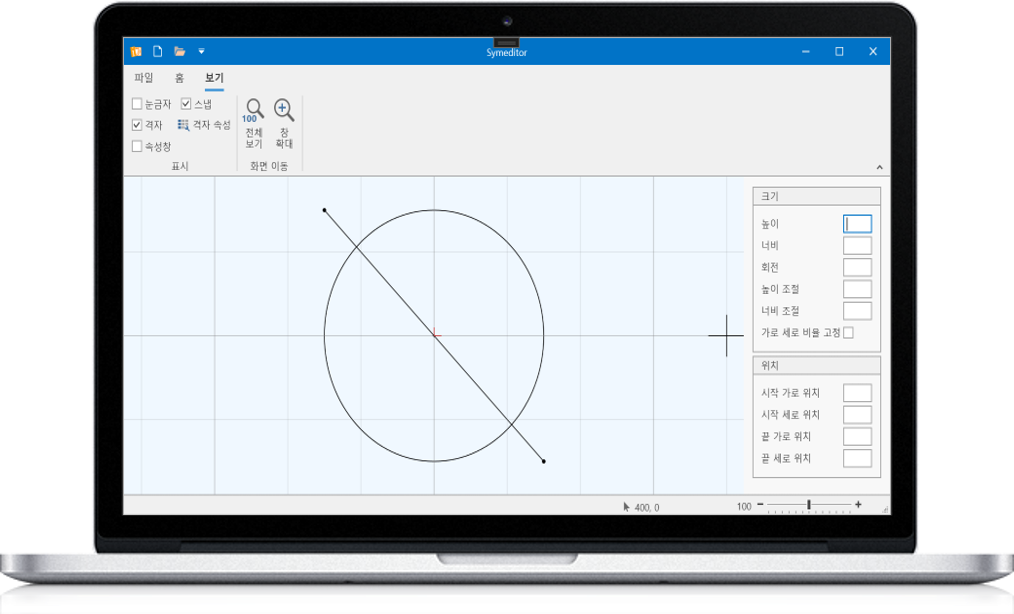 Symeditor
파일 홈 보기
눈금자 스냅
격자 격자 속성
속성창
표시
100
전체
보기
창
확대
화면 이동
크기
높이
너비
회전
높이 조절
너비 조절
가로 세로 비율 고정
위치
시작 가로 위치
시작 세로 위치
끝 가로 위치
끝 세로 위치
400, 0
100